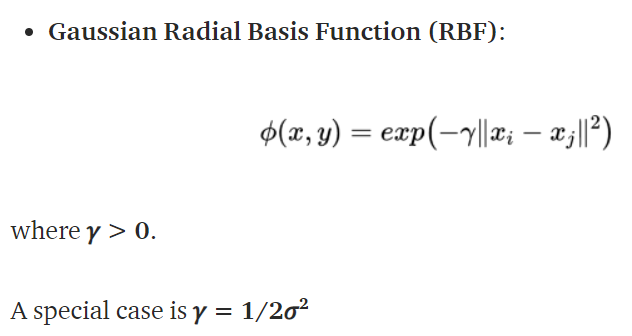 • Gaussian Radial Basis Function (RBF):
ϕ(x, y) = exp(−γ||xᵢ − xⱼ||²)
where γ > 0.
A special case is γ = 1/2σ²